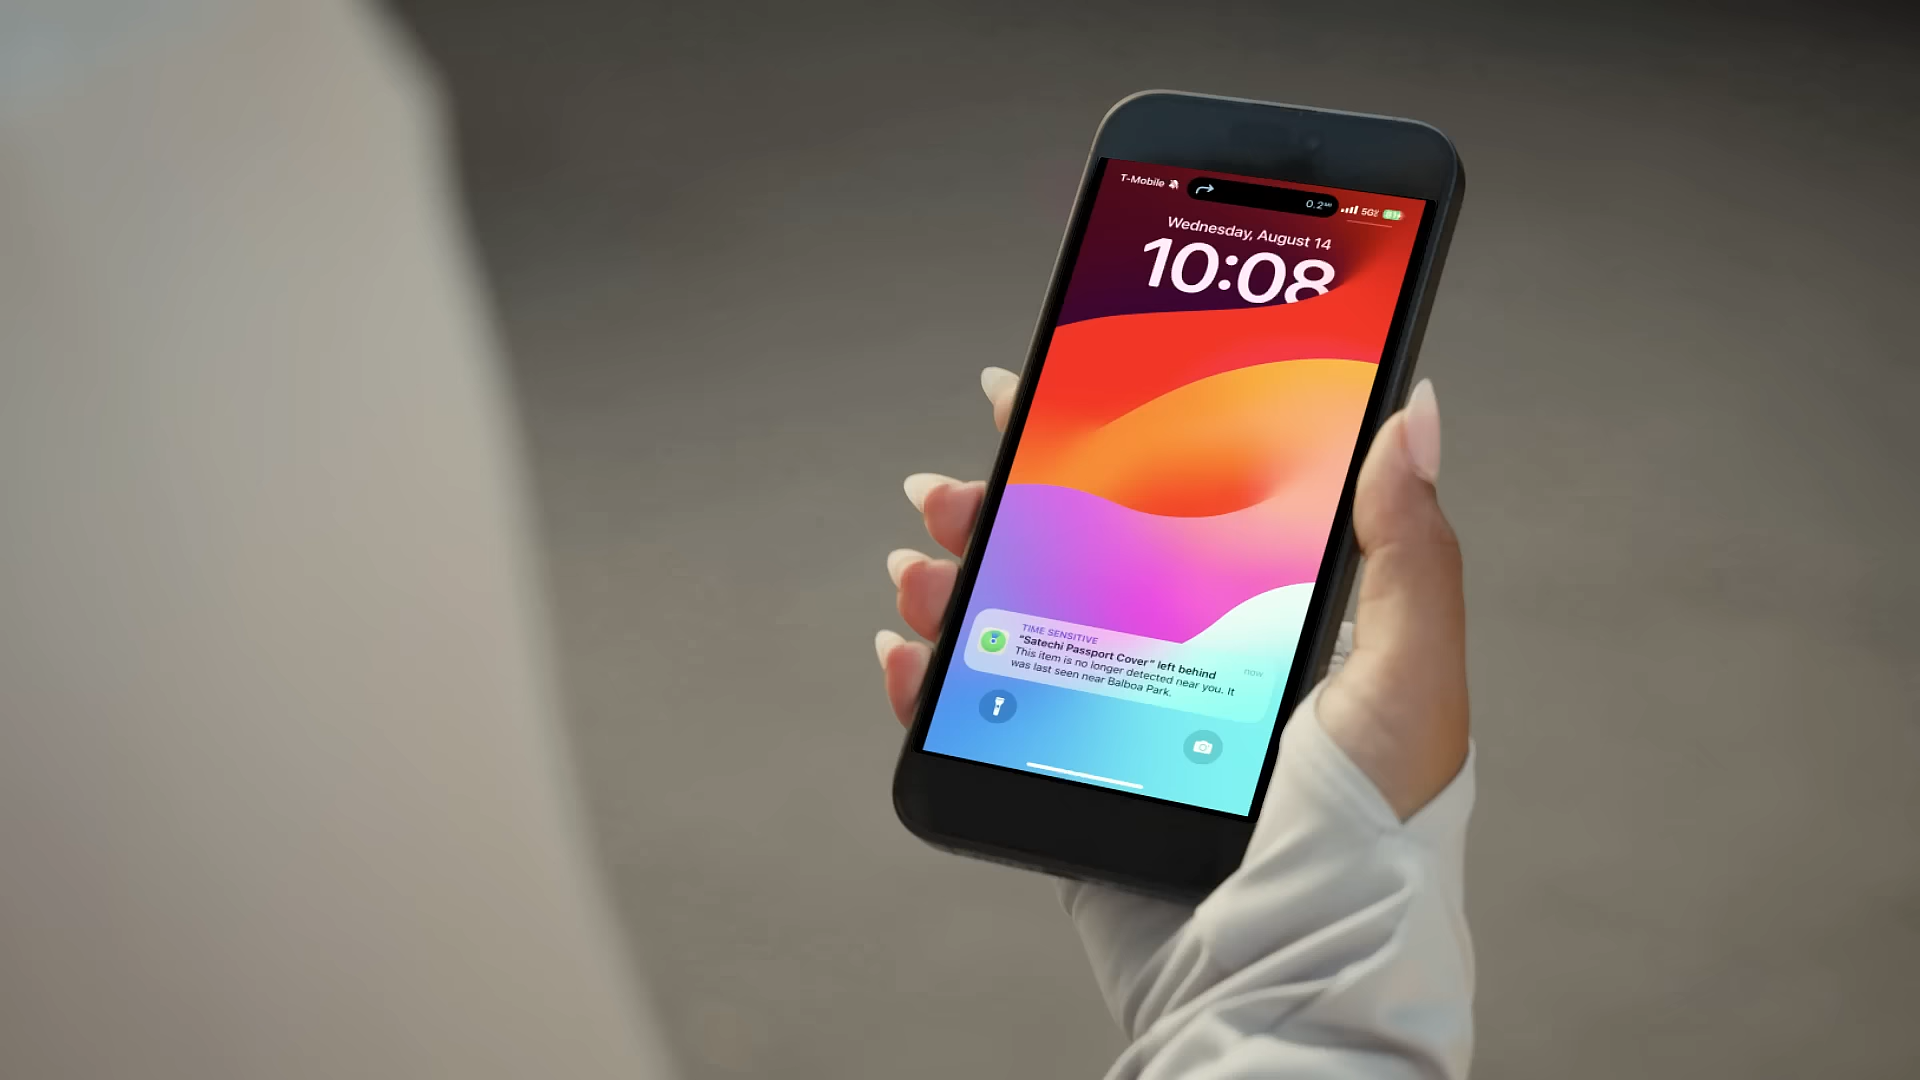 T-Mobile
0.2
5G
Wednesday, August 14
10:08
TIME SENSITIVE
"Satechi Passport Cover" left behind
now
This item is no longer detected near you. It
was last seen near Balboa Park.